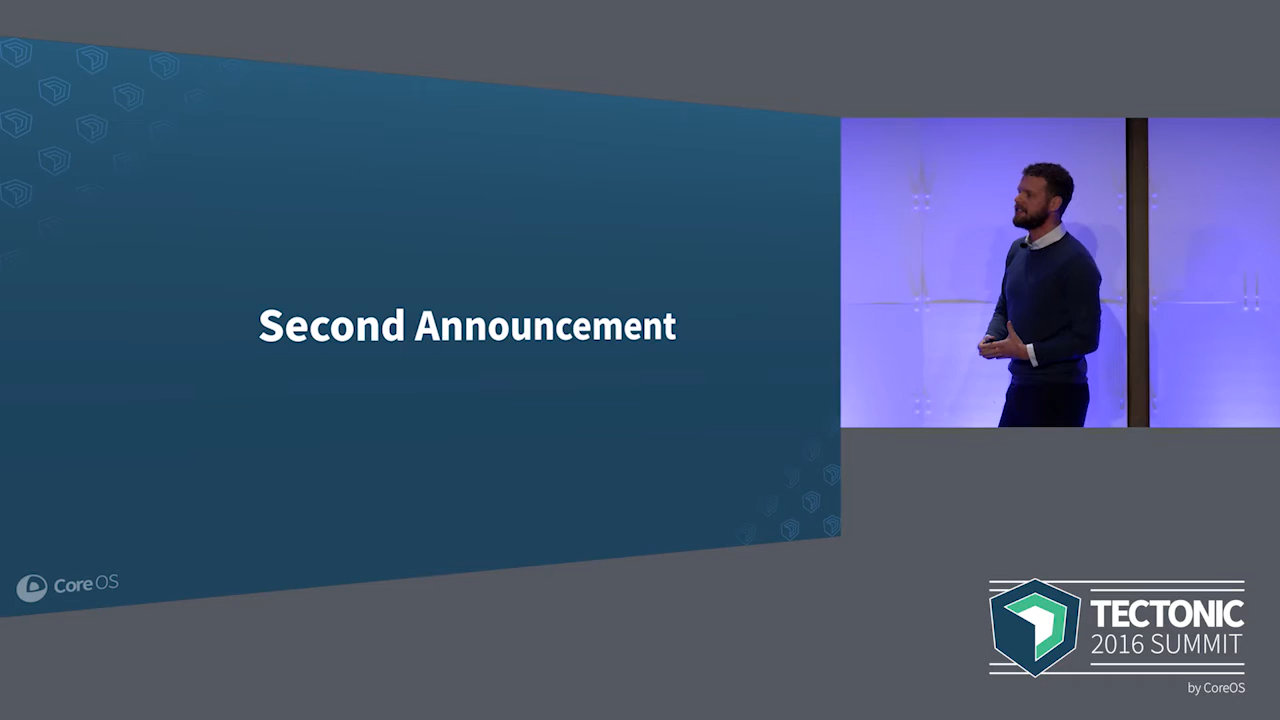 Second Announcement
CoreOS
TECTONIC
2016 SUMMIT
by CoreOS